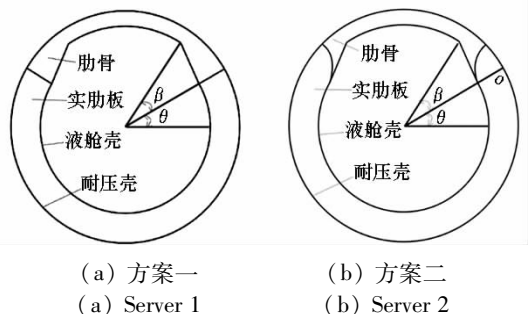 肋骨
实肋板
液舱壳
耐压壳
β
θ
肋骨
实肋板
液舱壳
耐压壳
β
θ
o
(a) 方案一
(b) 方案二
(a) Server 1
(b) Server 2